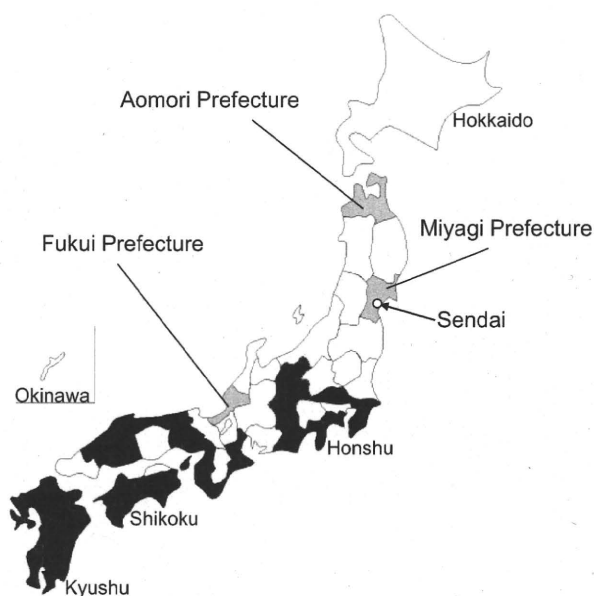 Aomori Prefecture
Hokkaido
Miyagi Prefecture
Fukui Prefecture
Sendai
Okinawa
Honshu
Shikoku
Kyushu